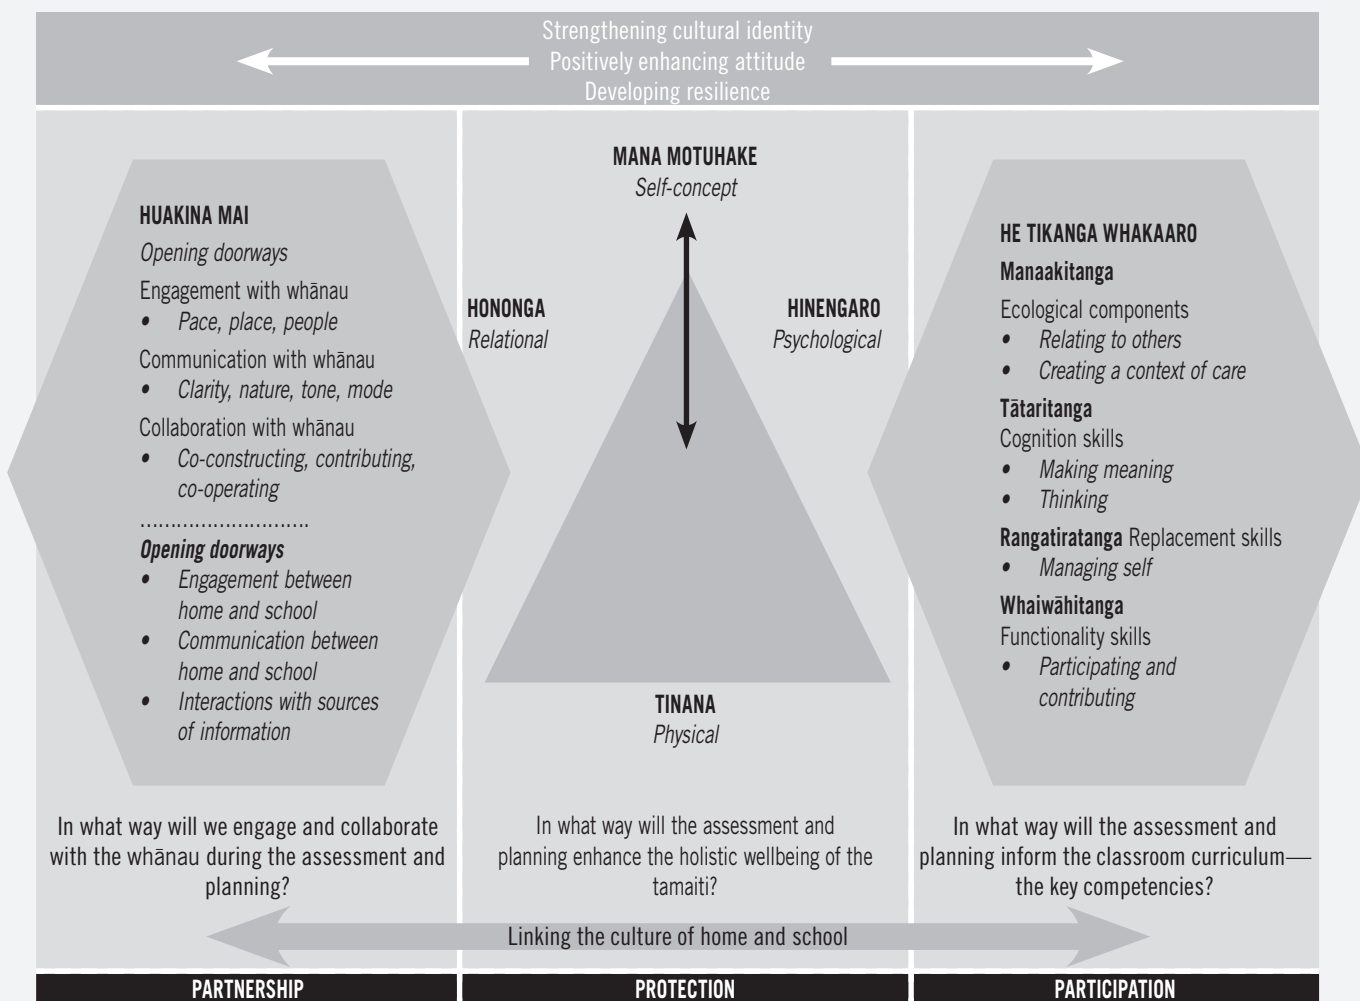 Strengthening cultural identity
Positively enhancing attitude
Developing resilience
HUAKINA MAI
Opening doorways
Engagement with whānau
• Pace, place, people
Communication with whānau
• Clarity, nature, tone, mode
Collaboration with whānau
• Co-constructing, contributing,
co-operating
............................
Opening doorways
• Engagement between
home and school
• Communication between
home and school
• Interactions with sources
of information
In what way will we engage and collaborate
with the whānau during the assessment and
planning?
MANA MOTUHAKE
Self-concept
HONONGA
Relational
HINENGARO
Psychological
TINANA
Physical
In what way will the assessment and
planning enhance the holistic wellbeing of the
tamaiti?
HE TIKANGA WHAKAARO
Manaakitanga
Ecological components
• Relating to others
• Creating a context of care
Tātaritanga
Cognition skills
• Making meaning
• Thinking
Rangatiratanga Replacement skills
• Managing self
Whaiwāhitanga
Functionality skills
• Participating and
contributing
In what way will the assessment and
planning inform the classroom curriculum—
the key competencies?
Linking the culture of home and school
PARTNERSHIP
PROTECTION
PARTICIPATION